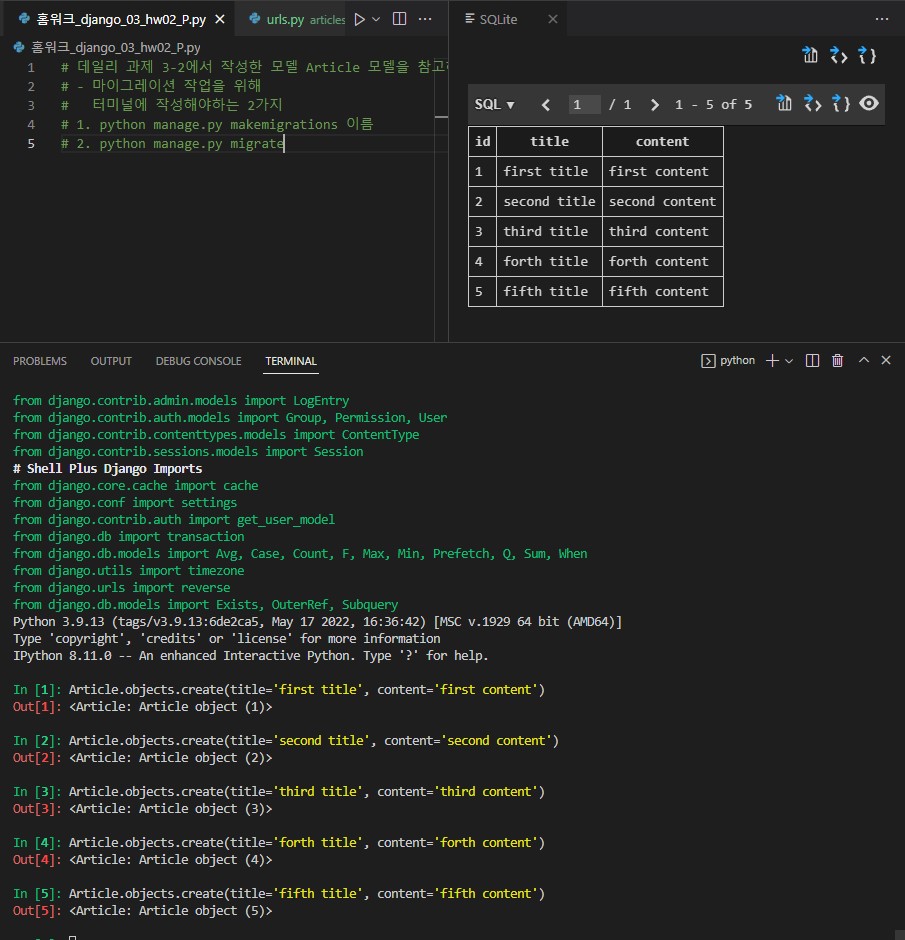 홈워크_django_03_hw02_P.py
urls.py articles
SQLite
홈워크_django_03_hw02_P.py
1 # 데일리 과제 3-2에서 작성한 모델 Article 모델을 참고
2 # - 마이그레이션 작업을 위해
3 #   터미널에 작성해야하는 2가지
4 # 1. python manage.py makemigrations 이름
5 # 2. python manage.py migrate
SQL ▼ < 1 / 1 > 1 - 5 of 5
id title content
1 first title first content
2 second title second content
3 third title third content
4 forth title forth content
5 fifth title fifth content
PROBLEMS OUTPUT DEBUG CONSOLE TERMINAL
python
from django.contrib.admin.models import LogEntry
from django.contrib.auth.models import Group, Permission, User
from django.contrib.contenttypes.models import ContentType
from django.contrib.sessions.models import Session
# Shell Plus Django Imports
from django.core.cache import cache
from django.conf import settings
from django.contrib.auth import get_user_model
from django.db import transaction
from django.db.models import Avg, Case, Count, F, Max, Min, Prefetch, Q, Sum, When
from django.utils import timezone
from django.urls import reverse
from django.db.models import Exists, OuterRef, Subquery
Python 3.9.13 (tags/v3.9.13:6de2ca5, May 17 2022, 16:36:42) [MSC v.1929 64 bit (AMD64)]
Type 'copyright', 'credits' or 'license' for more information
IPython 8.11.0 -- An enhanced Interactive Python. Type '?' for help.
In [1]: Article.objects.create(title='first title', content='first content')
Out[1]: <Article: Article object (1)>
In [2]: Article.objects.create(title='second title', content='second content')
Out[2]: <Article: Article object (2)>
In [3]: Article.objects.create(title='third title', content='third content')
Out[3]: <Article: Article object (3)>
In [4]: Article.objects.create(title='forth title', content='forth content')
Out[4]: <Article: Article object (4)>
In [5]: Article.objects.create(title='fifth title', content='fifth content')
Out[5]: <Article: Article object (5)>